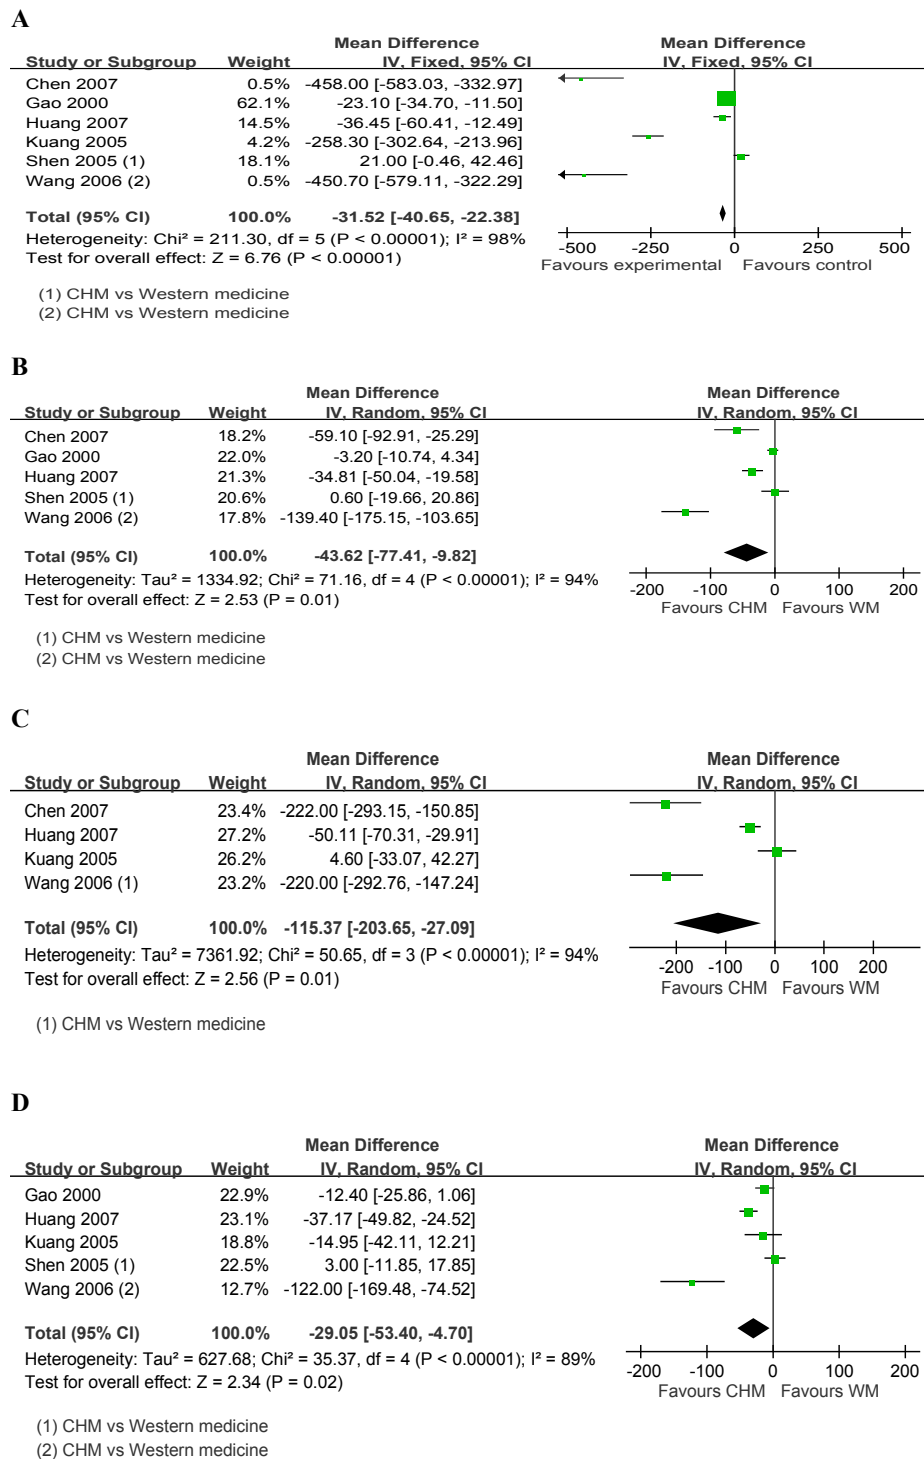 A
Mean Difference Mean Difference
Study or Subgroup Weight IV, Fixed, 95% CI IV, Fixed, 95% CI
Chen 2007 0.5% -458.00 [-583.03, -332.97]
Gao 2000 62.1% -23.10 [-34.70, -11.50]
Huang 2007 14.5% -36.45 [-60.41, -12.49]
Kuang 2005 4.2% -258.30 [-302.64, -213.96]
Shen 2005 (1) 18.1% 21.00 [-0.46, 42.46]
Wang 2006 (2) 0.5% -450.70 [-579.11, -322.29]
Total (95% CI) 100.0% -31.52 [-40.65, -22.38]
Heterogeneity: Chi² = 211.30, df = 5 (P < 0.00001); I² = 98%
Test for overall effect: Z = 6.76 (P < 0.00001)
-500 -250 0 250 500
Favours experimental Favours control
(1) CHM vs Western medicine
(2) CHM vs Western medicine
B
Mean Difference Mean Difference
Study or Subgroup Weight IV, Random, 95% CI IV, Random, 95% CI
Chen 2007 18.2% -59.10 [-92.91, -25.29]
Gao 2000 22.0% -3.20 [-10.74, 4.34]
Huang 2007 21.3% -34.81 [-50.04, -19.58]
Shen 2005 (1) 20.6% 0.60 [-19.66, 20.86]
Wang 2006 (2) 17.8% -139.40 [-175.15, -103.65]
Total (95% CI) 100.0% -43.62 [-77.41, -9.82]
Heterogeneity: Tau² = 1334.92; Chi² = 71.16, df = 4 (P < 0.00001); I² = 94%
Test for overall effect: Z = 2.53 (P = 0.01)
-200 -100 0 100 200
Favours CHM Favours WM
(1) CHM vs Western medicine
(2) CHM vs Western medicine
C
Mean Difference Mean Difference
Study or Subgroup Weight IV, Random, 95% CI IV, Random, 95% CI
Chen 2007 23.4% -222.00 [-293.15, -150.85]
Huang 2007 27.2% -50.11 [-70.31, -29.91]
Kuang 2005 26.2% 4.60 [-33.07, 42.27]
Wang 2006 (1) 23.2% -220.00 [-292.76, -147.24]
Total (95% CI) 100.0% -115.37 [-203.65, -27.09]
Heterogeneity: Tau² = 7361.92; Chi² = 50.65, df = 3 (P < 0.00001); I² = 94%
Test for overall effect: Z = 2.56 (P = 0.01)
-200 -100 0 100 200
Favours CHM Favours WM
(1) CHM vs Western medicine
D
Mean Difference Mean Difference
Study or Subgroup Weight IV, Random, 95% CI IV, Random, 95% CI
Gao 2000 22.9% -12.40 [-25.86, 1.06]
Huang 2007 23.1% -37.17 [-49.82, -24.52]
Kuang 2005 18.8% -14.95 [-42.11, 12.21]
Shen 2005 (1) 22.5% 3.00 [-11.85, 17.85]
Wang 2006 (2) 12.7% -122.00 [-169.48, -74.52]
Total (95% CI) 100.0% -29.05 [-53.40, -4.70]
Heterogeneity: Tau² = 627.68; Chi² = 35.37, df = 4 (P < 0.00001); I² = 89%
Test for overall effect: Z = 2.34 (P = 0.02)
-200 -100 0 100 200
Favours CHM Favours WM
(1) CHM vs Western medicine
(2) CHM vs Western medicine